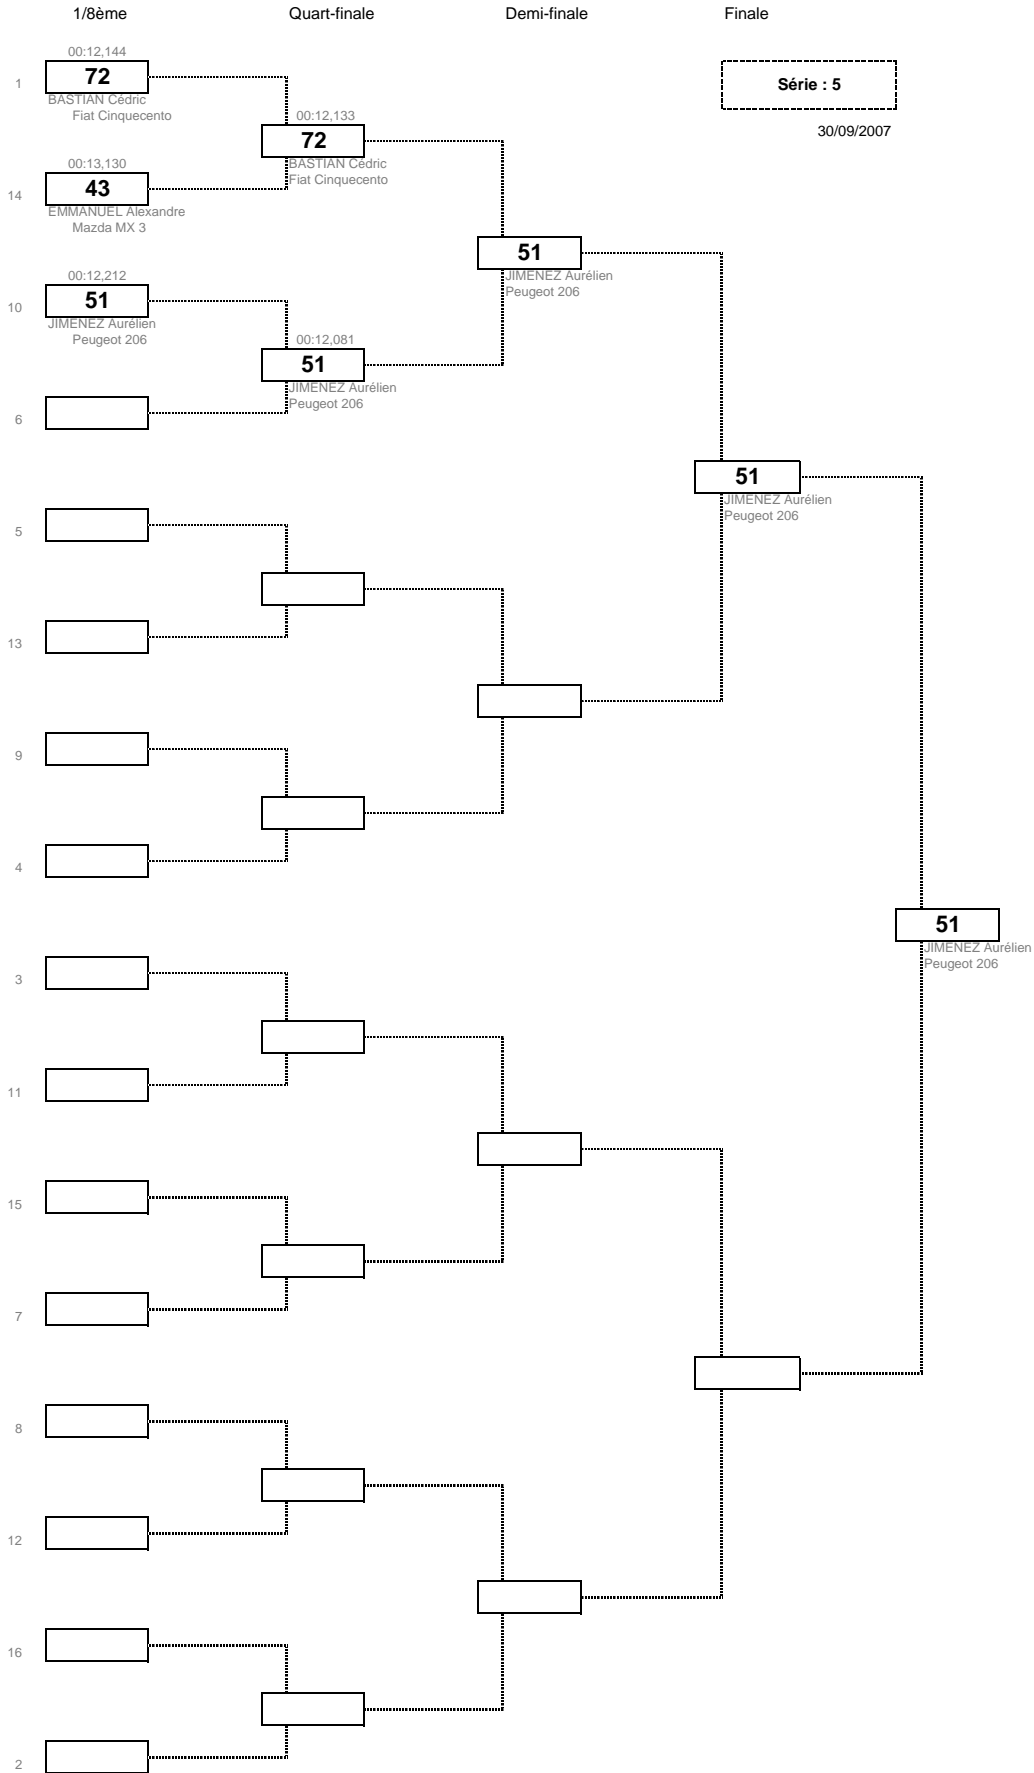 1/8ème Quart-finale Demi-finale Finale
00:12,144
1 72
BASTIAN Cédric
Fiat Cinquecento
Série : 5
30/09/2007
00:12,133
72
BASTIAN Cédric
Fiat Cinquecento
00:13,130
14 43
EMMANUEL Alexandre
Mazda MX 3
51
JIMENEZ Aurélien
Peugeot 206
00:12,212
10 51
JIMENEZ Aurélien
Peugeot 206
00:12,081
51
JIMENEZ Aurélien
Peugeot 206
6
51
JIMENEZ Aurélien
Peugeot 206
5
13
9
4
51
JIMENEZ Aurélien
Peugeot 206
3
11
15
7
8
12
16
2